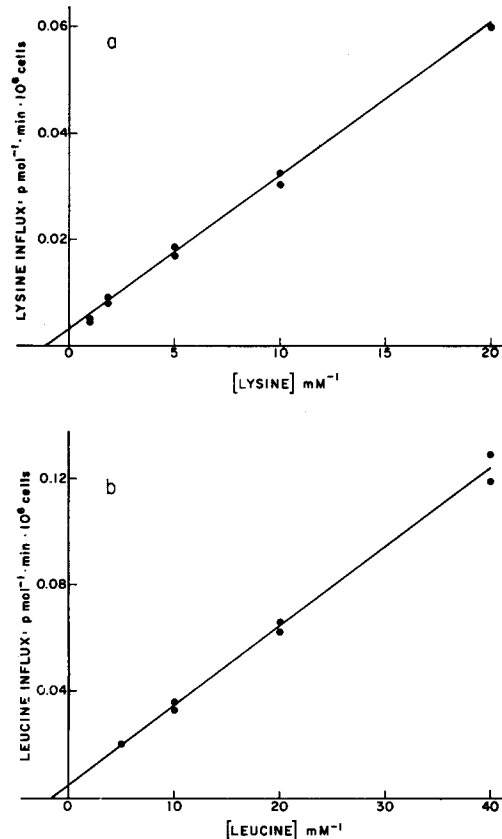 a
0.06
0.04
0.02
LYSINE INFLUX: p mol⁻¹·min·10⁶ cells
0 5 10 15 20
[LYSINE] mM⁻¹
b
0.12
0.08
0.04
LEUCINE INFLUX: p mol⁻¹·min·10⁶ cells
0 10 20 30 40
[LEUCINE] mM⁻¹